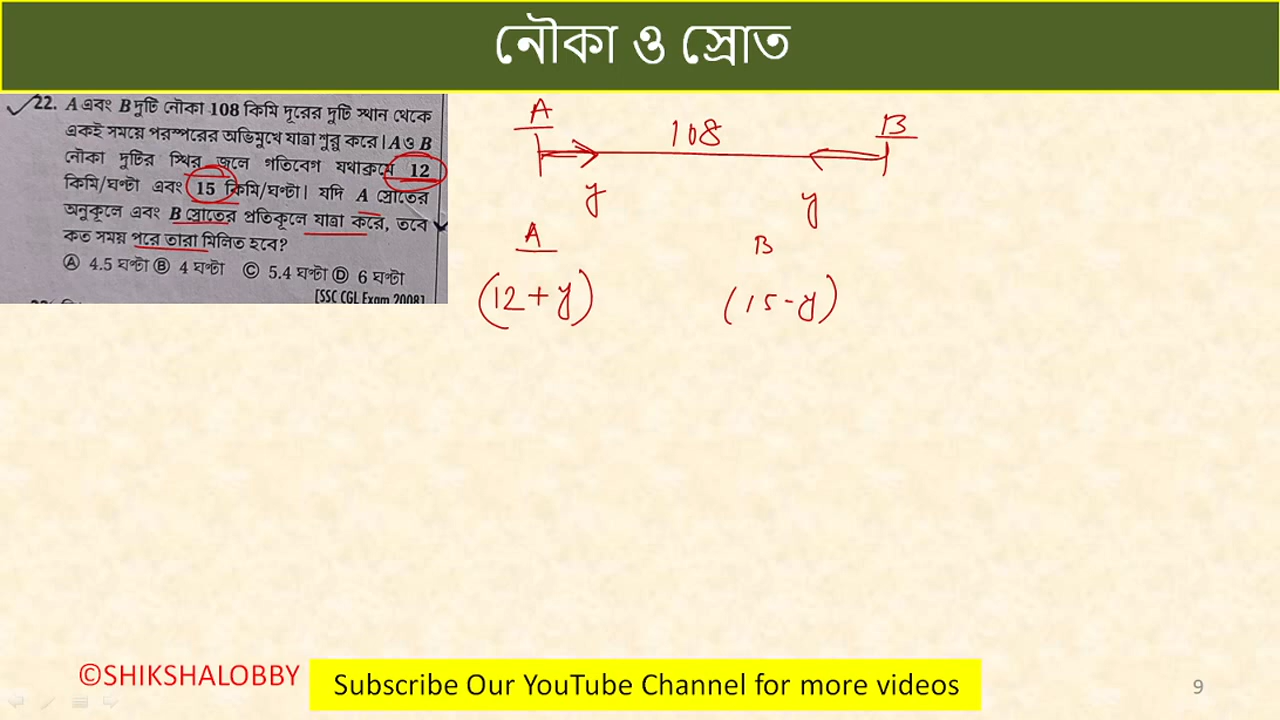 নৌকা ও স্রোত
22. A এবং B দুটি নৌকা 108 কিমি দূরের দুটি স্থান থেকে
একই সময়ে পরস্পরের অভিমুখে যাত্রা শুরু করে। A ও B
নৌকা দুটির স্থির জলে গতিবেগ যথাক্রমে 12
কিমি/ঘণ্টা এবং 15 কিমি/ঘণ্টা। যদি A স্রোতের
অনুকূলে এবং B স্রোতের প্রতিকূলে যাত্রা করে, তবে
কত সময় পরে তারা মিলিত হবে?
Ⓐ 4.5 ঘণ্টা Ⓑ 4 ঘণ্টা Ⓒ 5.4 ঘণ্টা Ⓓ 6 ঘণ্টা
[SSC CGL Exam 2008]
A 108 B
y y
A B
(12 + y) (15 - y)
©SHIKSHALOBBY
Subscribe Our YouTube Channel for more videos
9